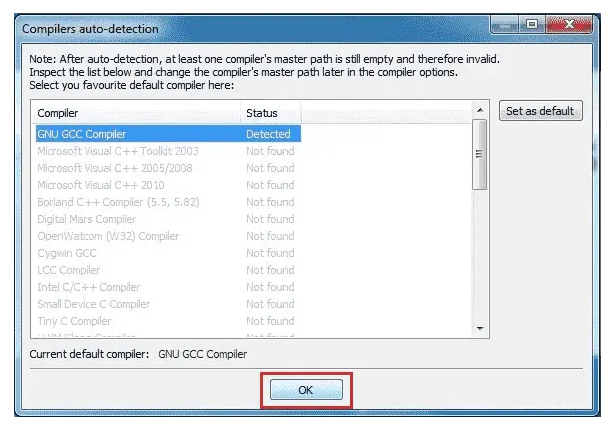 Compilers auto-detection
Note: After auto-detection, at least one compiler's master path is still empty and therefore invalid.
Inspect the list below and change the compiler's master path later in the compiler options.
Select you favourite default compiler here:
Compiler Status
Set as default
GNU GCC Compiler Detected
Microsoft Visual C++ Toolkit 2003 Not found
Microsoft Visual C++ 2005/2008 Not found
Microsoft Visual C++ 2010 Not found
Borland C++ Compiler (5.5, 5.82) Not found
Digital Mars Compiler Not found
OpenWatcom (W32) Compiler Not found
Cygwin GCC Not found
LCC Compiler Not found
Intel C/C++ Compiler Not found
Small Device C Compiler Not found
Tiny C Compiler Not found
Compiler Not found
Current default compiler: GNU GCC Compiler
OK